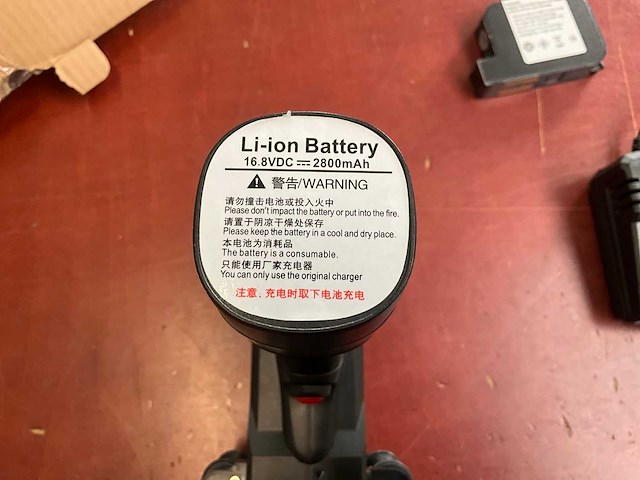 Li-ion Battery
16.8VDC ⎓ 2800mAh
警告/WARNING
请勿撞击电池或投入火中
Please don't impact the battery or put into the fire.
请置于阴凉干燥处保存
Please keep the battery in a cool and dry place.
本电池为消耗品
The battery is a consumable.
只能使用厂家充电器
You can only use the original charger
注意, 充电时取下电池充电